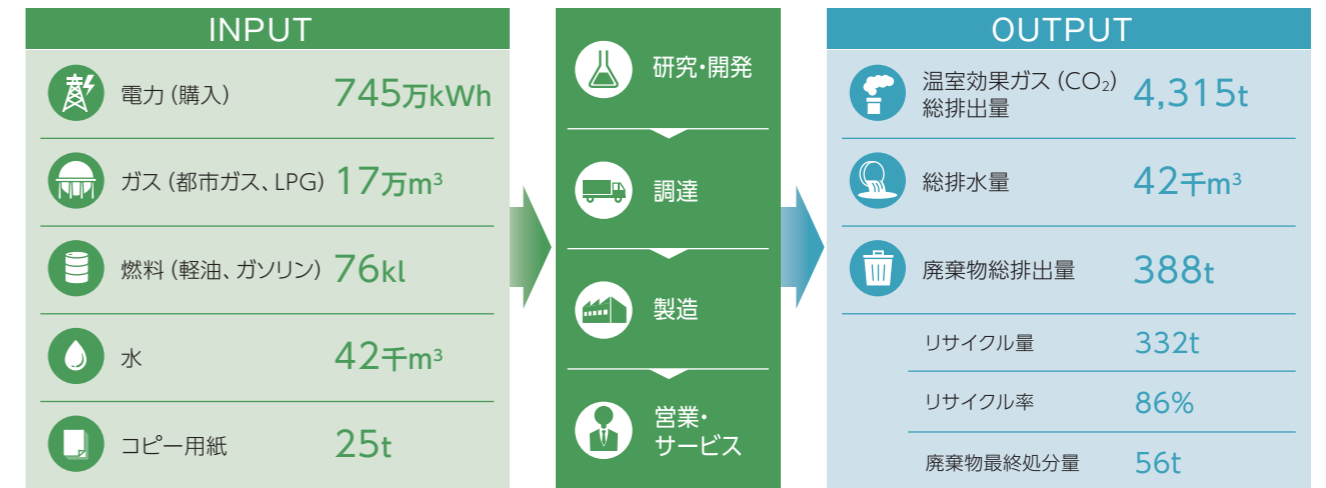 INPUT
電力（購入） 745万kWh
ガス（都市ガス、LPG） 17万m³
燃料（軽油、ガソリン） 76kl
水 42千m³
コピー用紙 25t
研究・開発
調達
製造
営業・
サービス
OUTPUT
温室効果ガス（CO₂）
総排出量 4,315t
総排水量 42千m³
廃棄物総排出量 388t
リサイクル量 332t
リサイクル率 86%
廃棄物最終処分量 56t